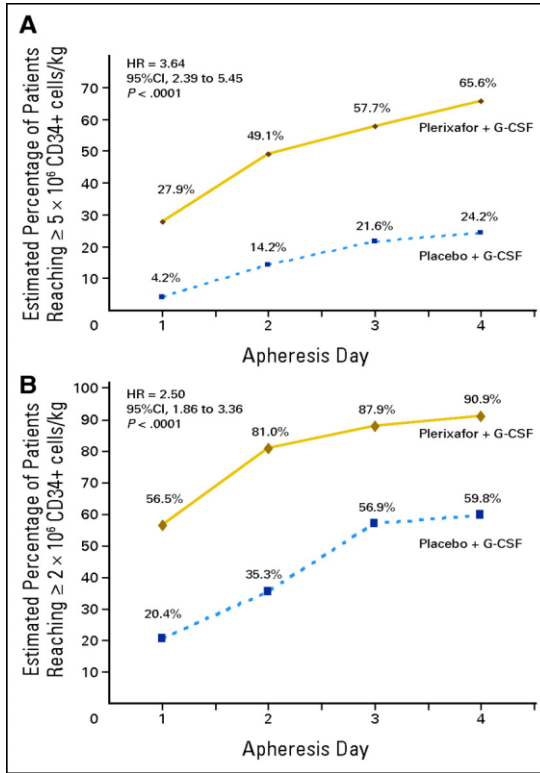 A
HR = 3.64
95%CI, 2.39 to 5.45
P < .0001
Estimated Percentage of Patients
Reaching ≥ 5 × 10⁶ CD34+ cells/kg
70
60
50
40
30
20
10
0
27.9%
49.1%
57.7%
65.6%
Plerixafor + G-CSF
4.2%
14.2%
21.6%
24.2%
Placebo + G-CSF
1
2
3
4
Apheresis Day
B
HR = 2.50
95%CI, 1.86 to 3.36
P < .0001
Estimated Percentage of Patients
Reaching ≥ 2 × 10⁶ CD34+ cells/kg
100
90
80
70
60
50
40
30
20
10
0
56.5%
81.0%
87.9%
90.9%
Plerixafor + G-CSF
20.4%
35.3%
56.9%
59.8%
Placebo + G-CSF
1
2
3
4
Apheresis Day